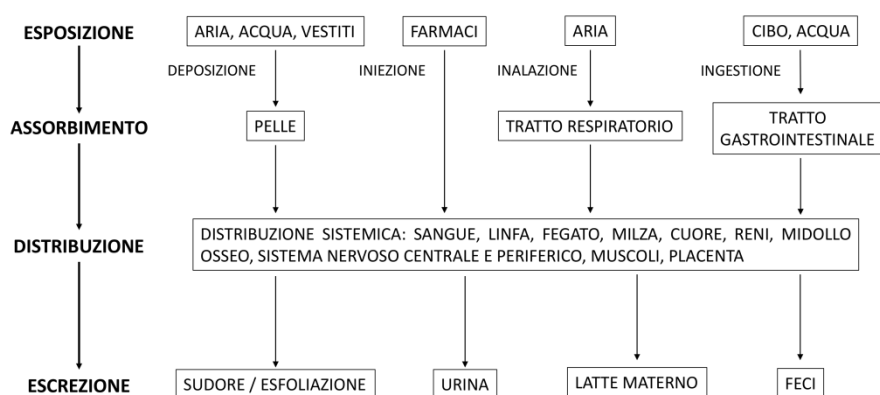 ESPOSIZIONE
ARIA, ACQUA, VESTITI
FARMACI
ARIA
CIBO, ACQUA
DEPOSIZIONE
INIEZIONE
INALAZIONE
INGESTIONE
ASSORBIMENTO
PELLE
TRATTO RESPIRATORIO
TRATTO
GASTROINTESTINALE
DISTRIBUZIONE
DISTRIBUZIONE SISTEMICA: SANGUE, LINFA, FEGATO, MILZA, CUORE, RENI, MIDOLLO
OSSEO, SISTEMA NERVOSO CENTRALE E PERIFERICO, MUSCOLI, PLACENTA
ESCREZIONE
SUDORE / ESFOLIAZIONE
URINA
LATTE MATERNO
FECI